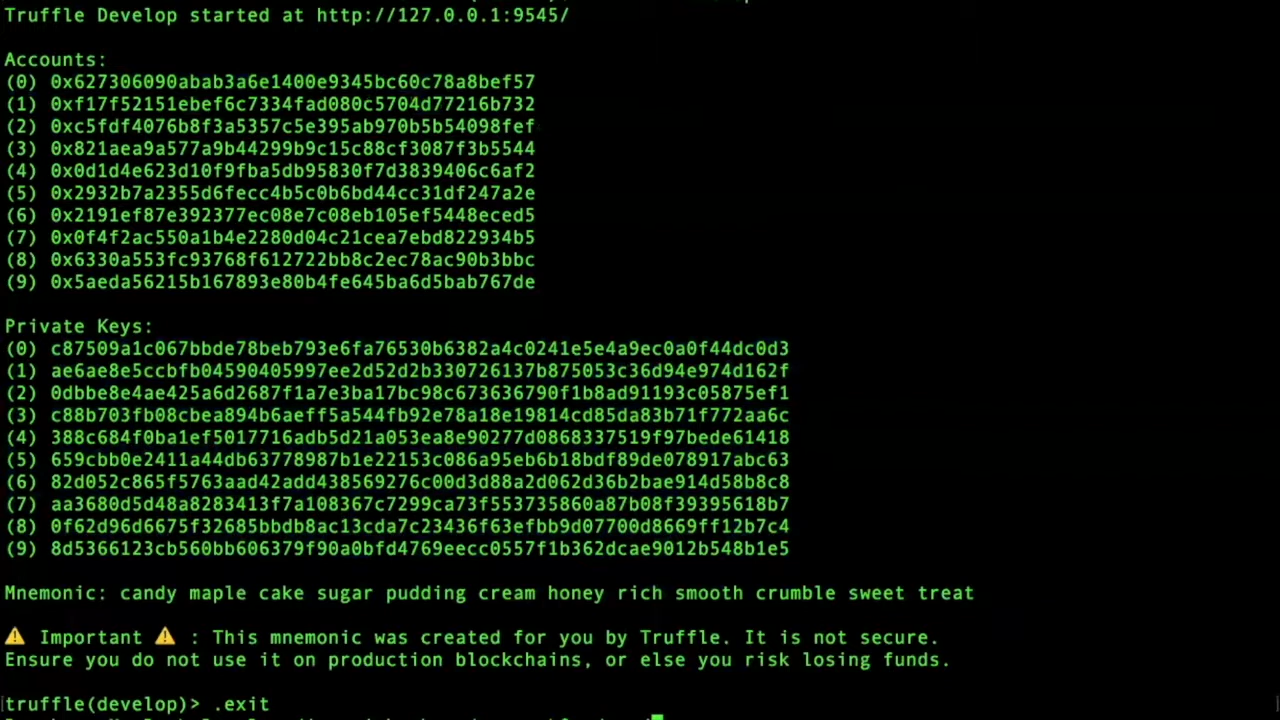 Truffle Develop started at http://127.0.0.1:9545/
Accounts:
(0) 0x627306090abab3a6e1400e9345bc60c78a8bef57
(1) 0xf17f52151ebef6c7334fad080c5704d77216b732
(2) 0xc5fdf4076b8f3a5357c5e395ab970b5b54098fef
(3) 0x821aea9a577a9b44299b9c15c88cf3087f3b5544
(4) 0x0d1d4e623d10f9fba5db95830f7d3839406c6af2
(5) 0x2932b7a2355d6fecc4b5c0b6bd44cc31df247a2e
(6) 0x2191ef87e392377ec08e7c08eb105ef5448eced5
(7) 0x0f4f2ac550a1b4e2280d04c21cea7ebd822934b5
(8) 0x6330a553fc93768f612722bb8c2ec78ac90b3bbc
(9) 0x5aeda56215b167893e80b4fe645ba6d5bab767de
Private Keys:
(0) c87509a1c067bbde78beb793e6fa76530b6382a4c0241e5e4a9ec0a0f44dc0d3
(1) ae6ae8e5ccbfb04590405997ee2d52d2b330726137b875053c36d94e974d162f
(2) 0dbbe8e4ae425a6d2687f1a7e3ba17bc98c673636790f1b8ad91193c05875ef1
(3) c88b703fb08cbea894b6aeff5a544fb92e78a18e19814cd85da83b71f772aa6c
(4) 388c684f0ba1ef5017716adb5d21a053ea8e90277d0868337519f97bede61418
(5) 659cbb0e2411a44db63778987b1e22153c086a95eb6b18bdf89de078917abc63
(6) 82d052c865f5763aad42add438569276c00d3d88a2d062d36b2bae914d58b8c8
(7) aa3680d5d48a8283413f7a108367c7299ca73f553735860a87b08f39395618b7
(8) 0f62d96d6675f32685bbdb8ac13cda7c23436f63efbb9d07700d8669ff12b7c4
(9) 8d5366123cb560bb606379f90a0bfd4769eecc0557f1b362dcae9012b548b1e5
Mnemonic: candy maple cake sugar pudding cream honey rich smooth crumble sweet treat
⚠️ Important ⚠️ : This mnemonic was created for you by Truffle. It is not secure.
Ensure you do not use it on production blockchains, or else you risk losing funds.
truffle(develop)> .exit